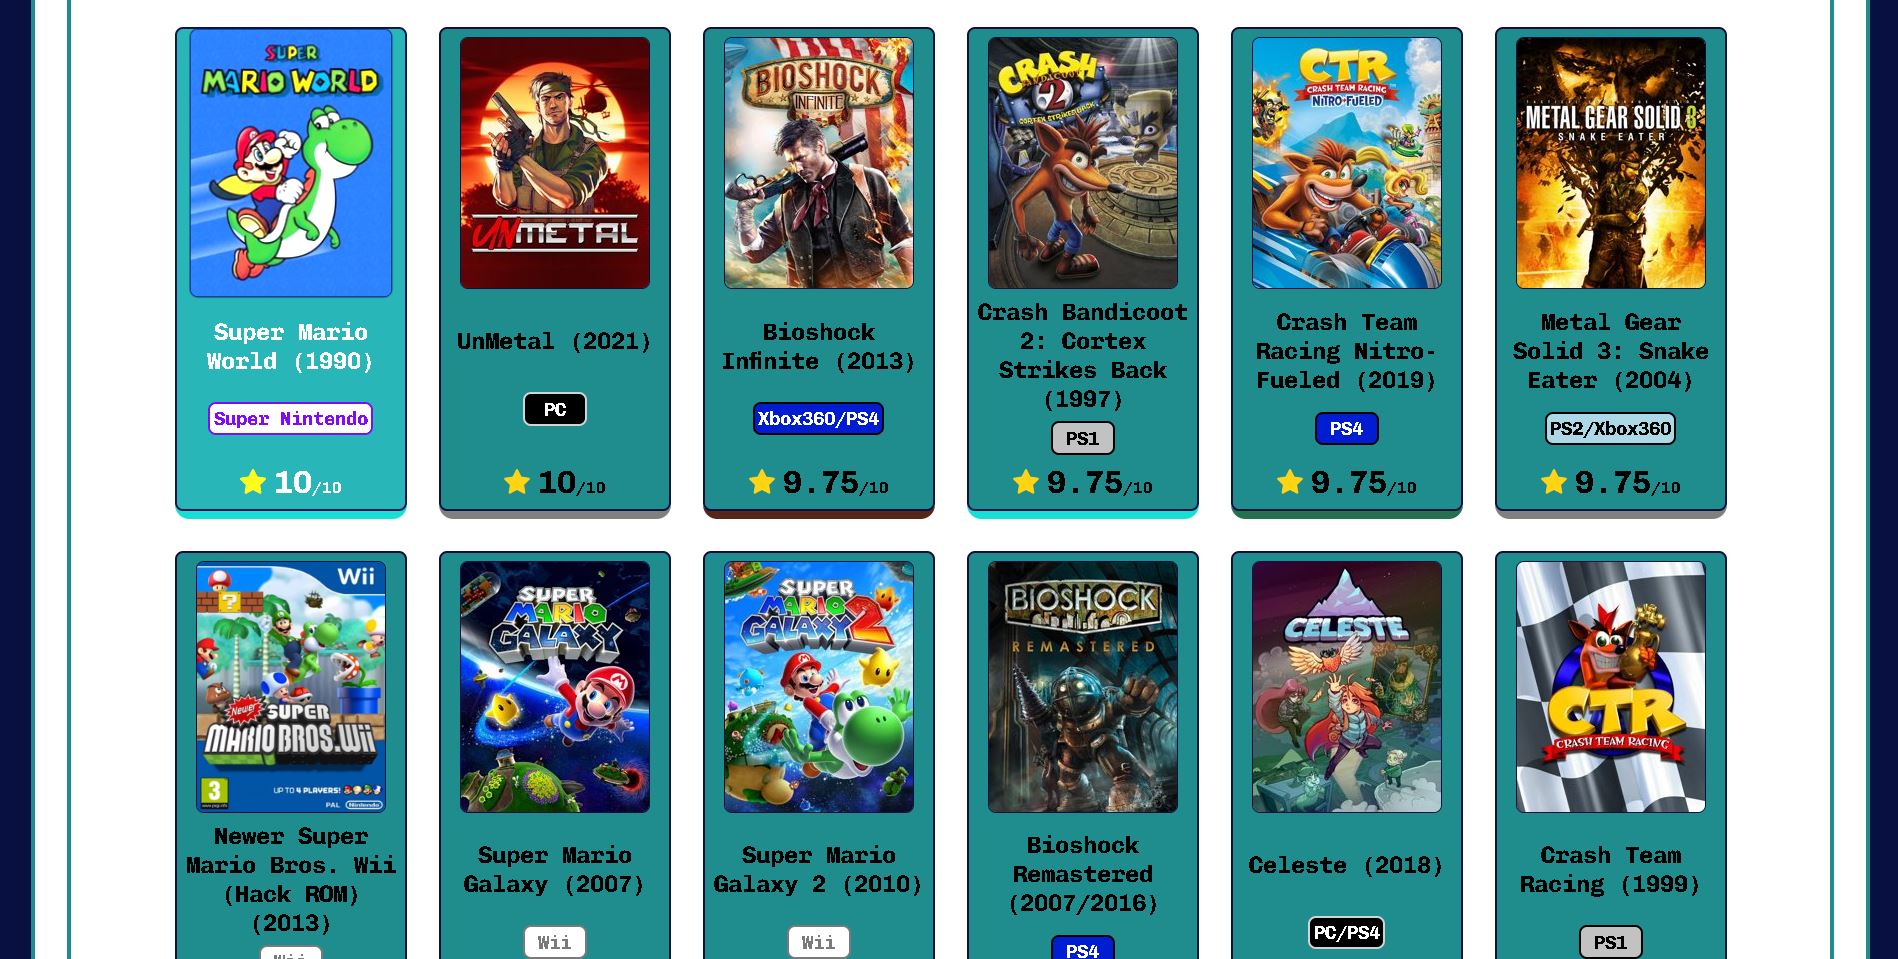 SUPER
MARIO WORLD
Super Mario
World (1990)
Super Nintendo
10/10
UNMETAL
UnMetal (2021)
PC
10/10
BIOSHOCK
INFINITE
Bioshock
Infinite (2013)
Xbox360/PS4
9.75/10
CRASH
BANDICOOT
2
CORTEX STRIKES BACK
Crash Bandicoot
2: Cortex
Strikes Back
(1997)
PS1
9.75/10
CTR
CRASH TEAM RACING
NITRO-FUELED
Crash Team
Racing Nitro-
Fueled (2019)
PS4
9.75/10
METAL GEAR SOLID 3
SNAKE EATER
Metal Gear
Solid 3: Snake
Eater (2004)
PS2/Xbox360
9.75/10
Wii
?
Newer
SUPER
MARIO BROS. Wii
3
UP TO 4 PLAYERS!
PAL
Nintendo
Newer Super
Mario Bros. Wii
(Hack ROM)
(2013)
Wii
SUPER
MARIO
GALAXY
Super Mario
Galaxy (2007)
Wii
SUPER
MARIO
GALAXY 2
Super Mario
Galaxy 2 (2010)
Wii
BIOSHOCK
REMASTERED
Bioshock
Remastered
(2007/2016)
PS4
CELESTE
Celeste (2018)
PC/PS4
CTR
CRASH TEAM RACING
Crash Team
Racing (1999)
PS1